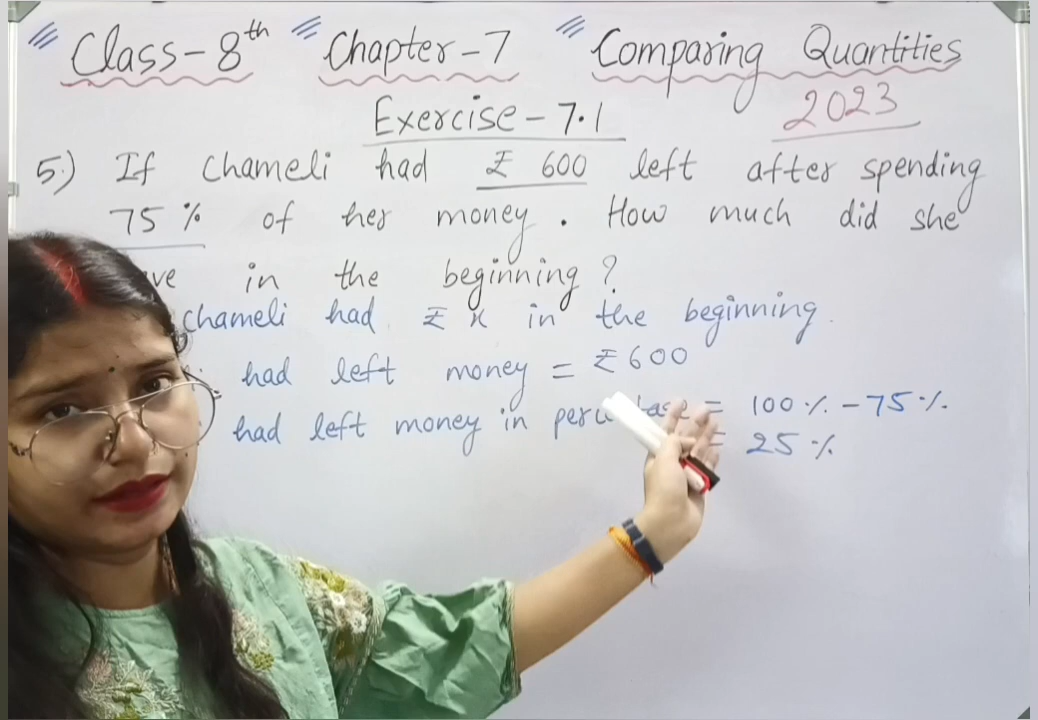 Class-8th Chapter-7 Comparing Quantities
2023
Exercise-7.1
5.) If Chameli had ₹ 600 left after spending
75% of her money. How much did she
in the beginning?
Chameli had ₹ x in the beginning.
had left money = ₹600
had left money in = 100% - 75%
= 25%